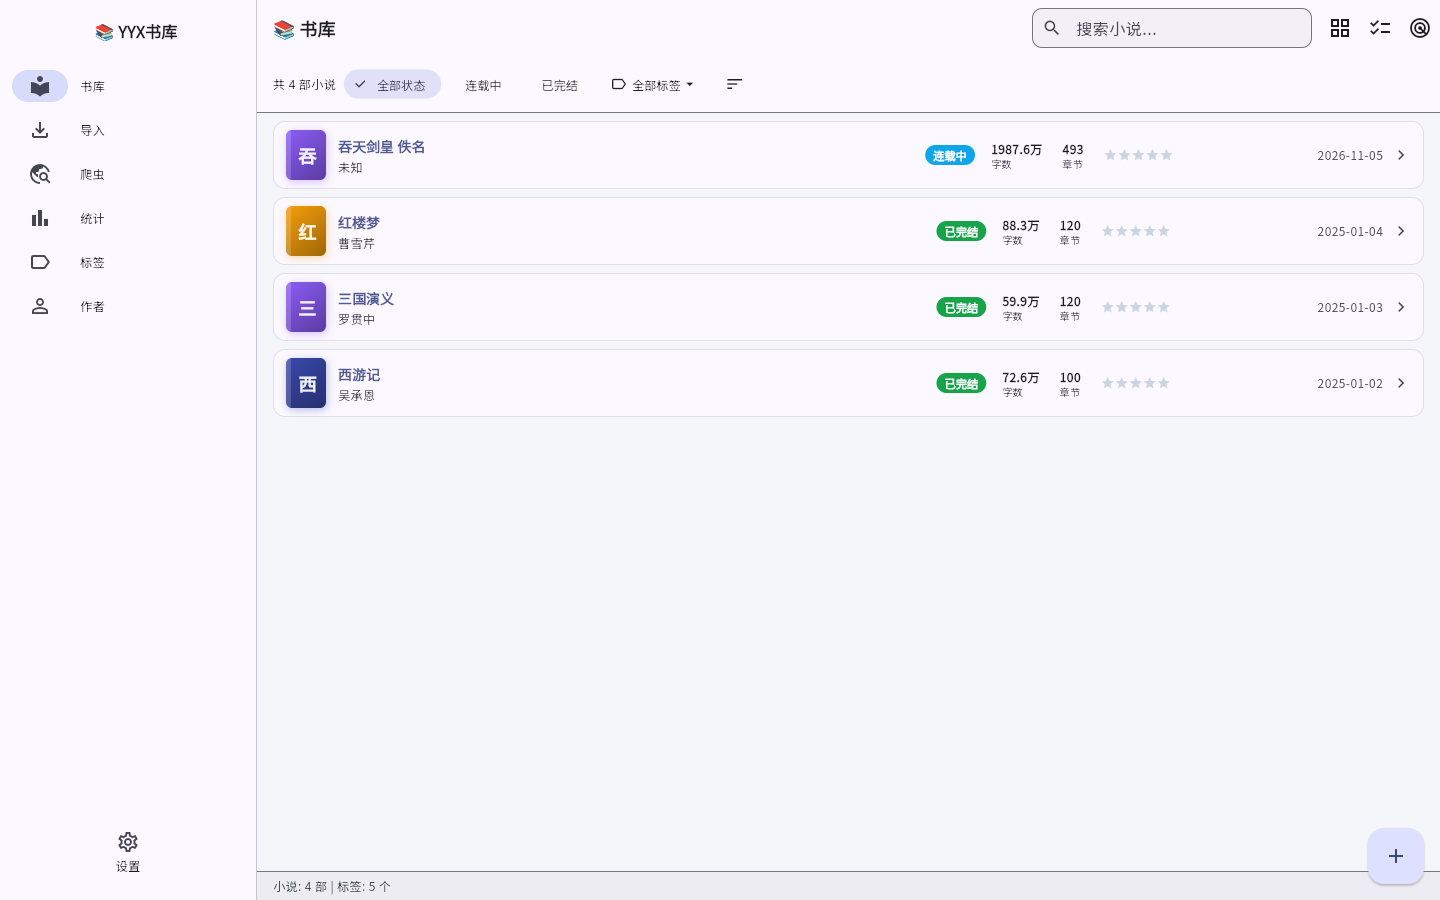 📚 YYX书库
书库
导入
爬虫
统计
标签
作者
设置
📚 书库
搜索小说...
共 4 部小说 全部状态 连载中 已完结 全部标签
吞 吞天剑皇 佚名
未知
连载中 1987.6万 493 2026-11-05
字数 章节
红 红楼梦
曹雪芹
已完结 88.3万 120 2025-01-04
字数 章节
三 三国演义
罗贯中
已完结 59.9万 120 2025-01-03
字数 章节
西 西游记
吴承恩
已完结 72.6万 100 2025-01-02
字数 章节
小说: 4 部 | 标签: 5 个